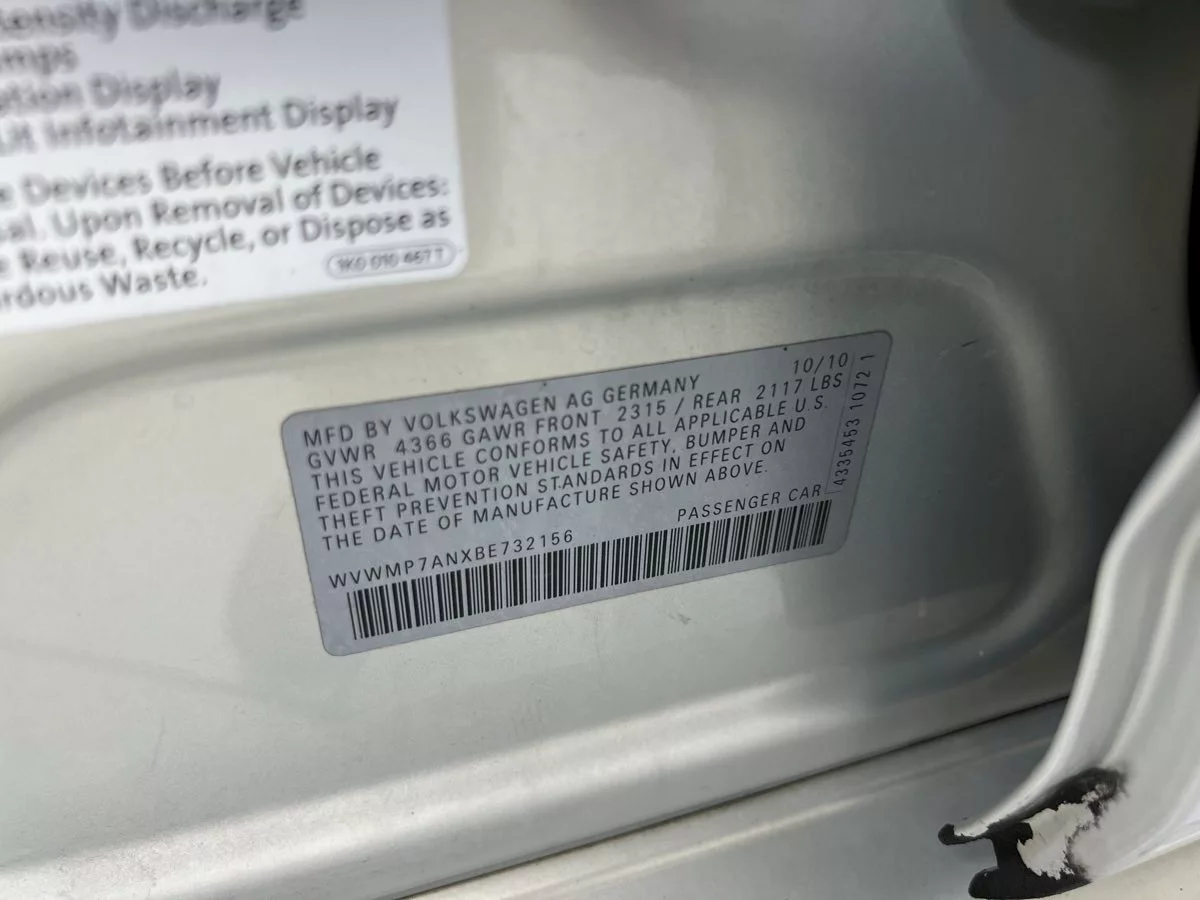 tensity Discharge
mps
ation Display
Lit Infotainment Display
e Devices Before Vehicle
sal. Upon Removal of Devices:
e Reuse, Recycle, or Dispose as
rdous Waste.
1K0 010 467 T
MFD BY VOLKSWAGEN AG GERMANY 10/10
GVWR 4366 GAWR FRONT 2315 / REAR 2117 LBS
THIS VEHICLE CONFORMS TO ALL APPLICABLE U.S.
FEDERAL MOTOR VEHICLE SAFETY, BUMPER AND
THEFT PREVENTION STANDARDS IN EFFECT ON
THE DATE OF MANUFACTURE SHOWN ABOVE.
PASSENGER CAR
WVWMP7ANXBE732156
4335453 1072 1